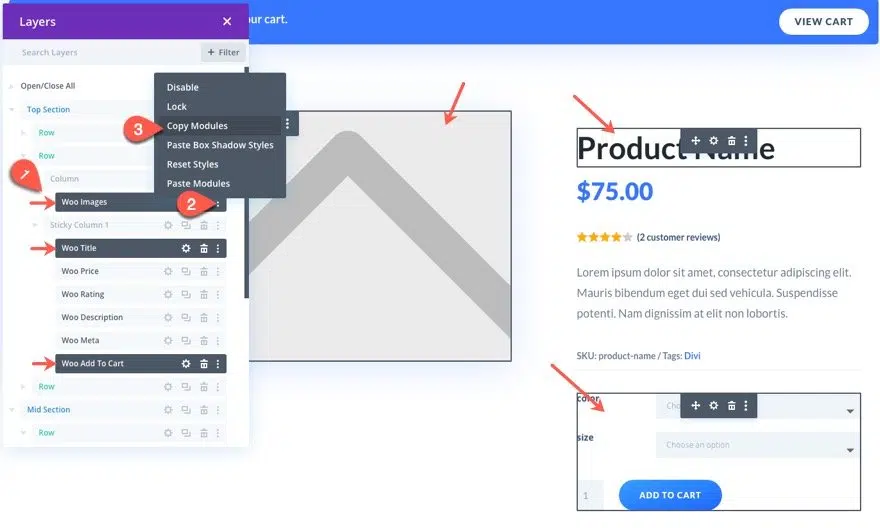 Layers
our cart.
VIEW CART
Search Layers
+ Filter
Open/Close All
Top Section
Row
Row
Column
Woo Images
Sticky Column 1
Woo Title
Woo Price
Woo Rating
Woo Description
Woo Meta
Woo Add To Cart
Row
Mid Section
Row
Disable
Lock
Copy Modules
Paste Box Shadow Styles
Reset Styles
Paste Modules
1
2
3
Product Name
$75.00
(2 customer reviews)
Lorem ipsum dolor sit amet, consectetur adipiscing elit.
Mauris bibendum eget dui sed vehicula. Suspendisse
potenti. Nam dignissim at elit non lobortis.
SKU: product-name / Tags: Divi
color
size
Choose an option
1
ADD TO CART